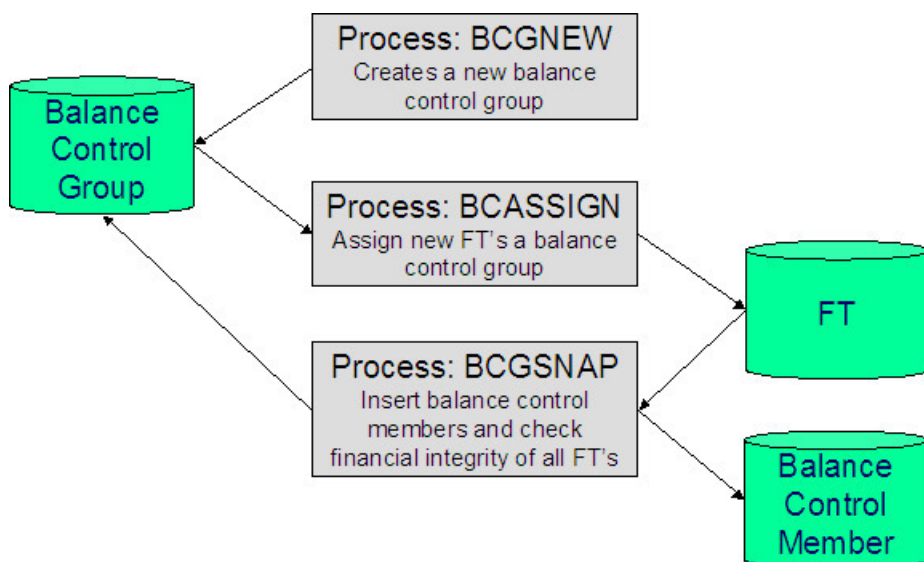 Process: BCGNEW
Creates a new balance
control group
Balance
Control
Group
Process: BCASSIGN
Assign new FT's a balance
control group
FT
Process: BCGSNAP
Insert balance control
members and check
financial integrity of all FT's
Balance
Control
Member